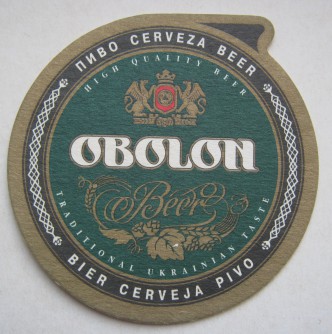 ПИВО CERVEZA BEER
HIGH QUALITY BEER
OBOLON
Beer
TRADITIONAL UKRAINIAN TASTE
BIER CERVEJA PIVO